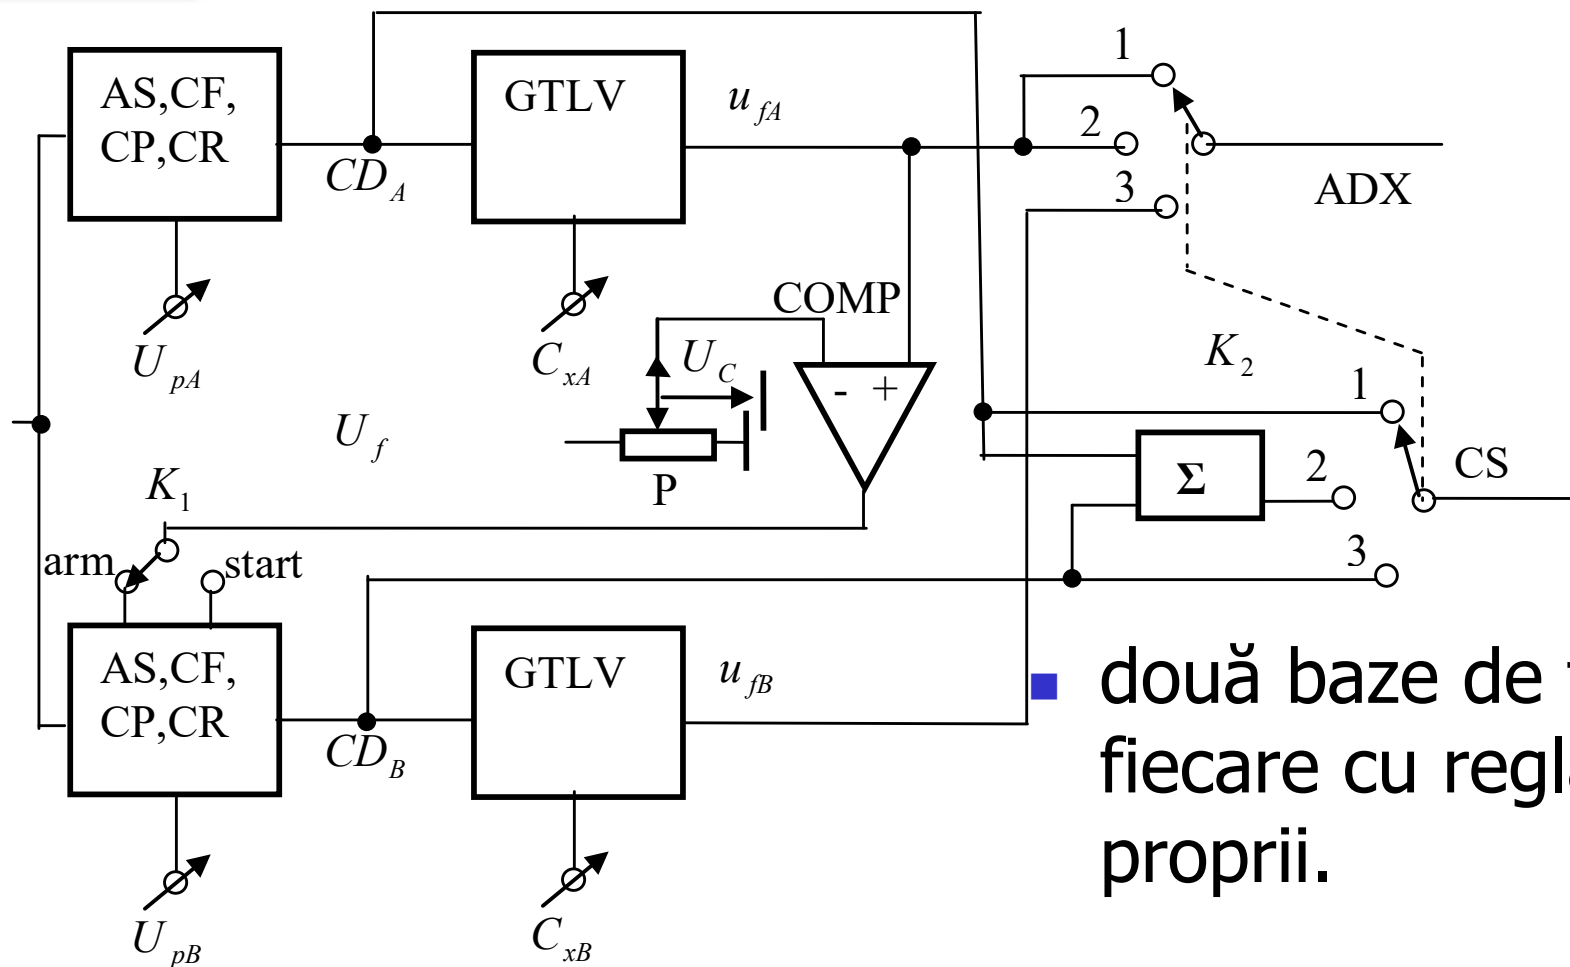 AS,CF,
CP,CR
GTLV
u fA
1
2
3
ADX
CD A
U pA
C xA
COMP
U C
- +
K 2
U f
P
K 1
1
Σ
2
CS
3
arm
start
AS,CF,
CP,CR
GTLV
u fB
CD B
U pB
C xB
două baze de
fiecare cu
proprii.